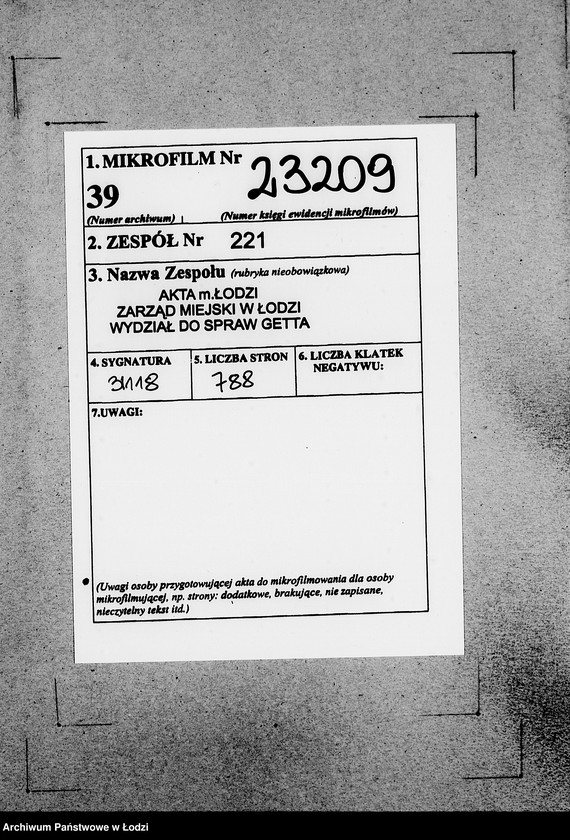 1. MIKROFILM Nr 23209
39
(Numer archiwum) (Numer księgi ewidencji mikrofilmów)
2. ZESPÓŁ Nr 221
3. Nazwa Zespołu (rubryka nieobowiązkowa)
AKTA m.ŁODZI
ZARZĄD MIEJSKI W ŁODZI
WYDZIAŁ DO SPRAW GETTA
4. SYGNATURA 5. LICZBA STRON 6. LICZBA KLATEK
NEGATYWU:
31118 788
7.UWAGI:
(Uwagi osoby przygotowującej akta do mikrofilmowania dla osoby
mikrofilmującej, np. strony: dodatkowe, brakujące, nie zapisane,
nieczytelny tekst itd.)
Archiwum Państwowe w Łodzi